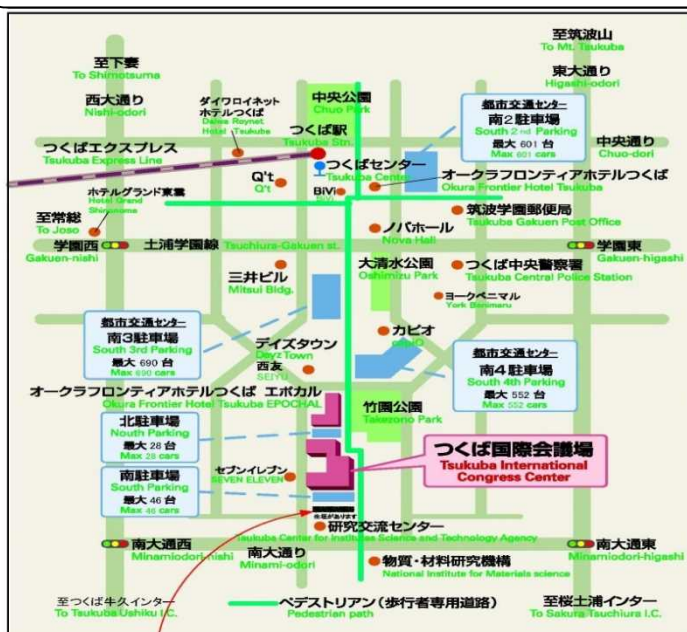 至下妻
To Shimotsuma
西大通り
Nishi-odori
ダイワロイネット
ホテルつくば
Daiwa Roynet
Hotel Tsukuba
中央公園
Chuo Park
つくば駅
Tsukuba Stn.
至筑波山
To Mt. Tsukuba
東大通り
Higashi-odori
都市交通センター
南2駐車場
South 2nd Parking
最大 601 台
Max 601 cars
中央通り
Chuo-dori
つくばエクスプレス
Tsukuba Express Line
つくばセンター
Tsukuba Center
Q't
Q't
BiVi
BiVi
オークラフロンティアホテルつくば
Okura Frontier Hotel Tsukuba
ホテルグランド東雲
Hotel Grand
Shinonome
至常総
To Joso
ノバホール
Nova Hall
筑波学園郵便局
Tsukuba Gakuen Post Office
学園西
Gakuen-nishi
土浦学園線
Tsuchiura-Gakuen st.
学園東
Gakuen-higashi
三井ビル
Mitsui Bldg.
大清水公園
Oshimizu Park
つくば中央警察署
Tsukuba Central Police Station
ヨークベニマル
York Benimaru
都市交通センター
南3駐車場
South 3rd Parking
最大 690 台
Max 690 cars
デイズタウン
Dayz Town
西友
SEIYU
カピオ
都市交通センター
南4駐車場
South 4th Parking
最大 552 台
Max 552 cars
オークラフロンティアホテルつくば エポカル
Okura Frontier Hotel Tsukuba EPOCHAL
竹園公園
Takezono Park
北駐車場
Nouth Parking
最大 28 台
Max 28 cars
つくば国際会議場
Tsukuba International
Congress Center
セブンイレブン
SEVEN ELEVEN
南駐車場
South Parking
最大 46 台
Max 46 cars
研究交流センター
Tsukuba Center for Institutes Science and Technology Agency
南大通西
Minamiodori-nishi
南大通り
Minami-odori
物質・材料研究機構
National Institute for Materials science
南大通東
Minamiodori-higashi
至つくば牛久インター
To Tsukuba Ushiku I.C.
ペデストリアン(歩行者専用道路)
Pedestrian path
至桜土浦インター
To Sakura Tsuchiura I.C.